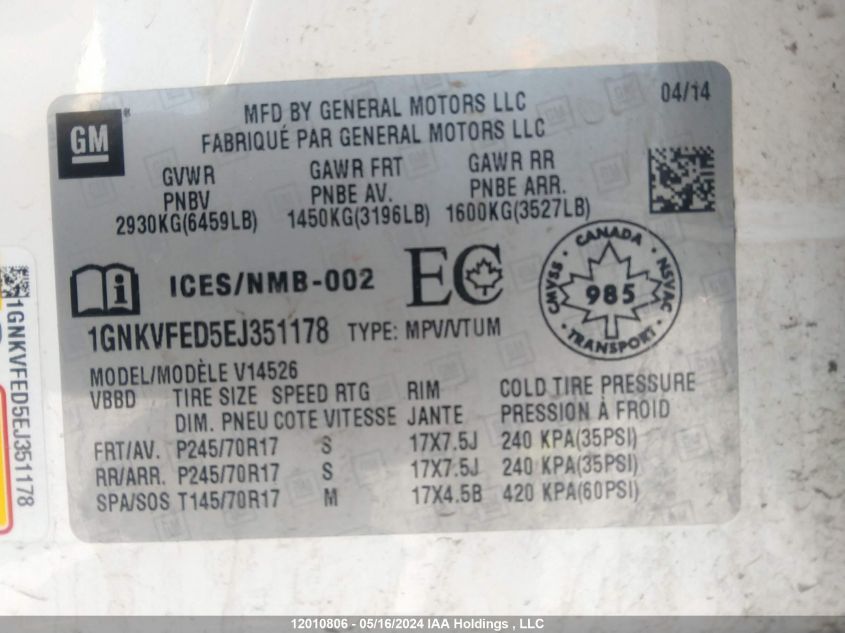 GM
MFD BY GENERAL MOTORS LLC
04/14
FABRIQUÉ PAR GENERAL MOTORS LLC
GVWR GAWR FRT GAWR RR
PNBV PNBE AV. PNBE ARR.
2930KG(6459LB) 1450KG(3196LB) 1600KG(3527LB)
i ICES/NMB-002 EC
CMVSS · CANADA · NSVAC
985
TRANSPORT
1GNKVFED5EJ351178 TYPE: MPV/VTUM
MODEL/MODÈLE V14526
VBBD TIRE SIZE SPEED RTG RIM COLD TIRE PRESSURE
DIM. PNEU COTE VITESSE JANTE PRESSION À FROID
FRT/AV. P245/70R17 S 17X7.5J 240 KPA(35PSI)
RR/ARR. P245/70R17 S 17X7.5J 240 KPA(35PSI)
SPA/SOS T145/70R17 M 17X4.5B 420 KPA(60PSI)
1GNKVFED5EJ351178
12010806 - 05/16/2024 IAA Holdings , LLC